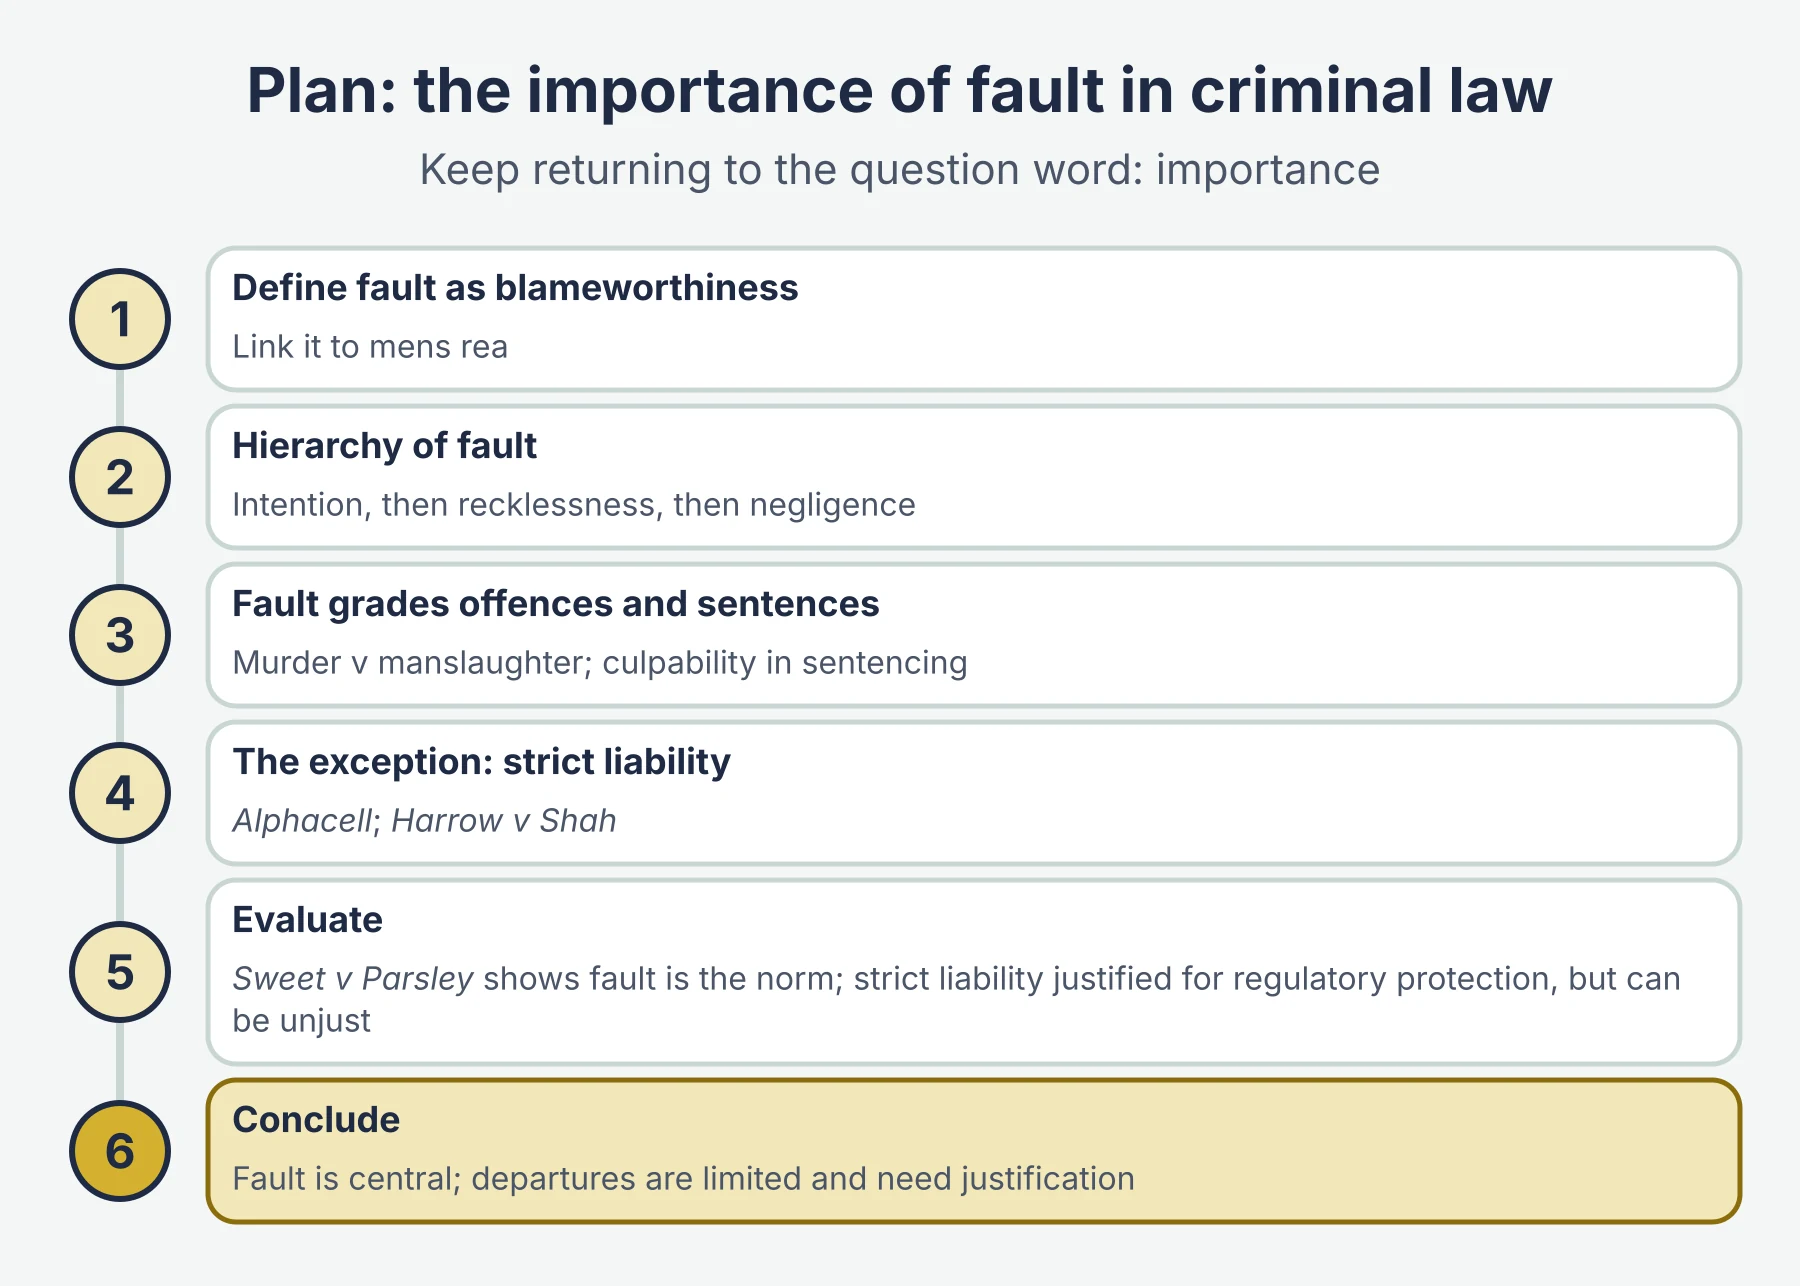 Plan: the importance of fault in criminal law
Keep returning to the question word: importance
1
Define fault as blameworthiness
Link it to mens rea
2
Hierarchy of fault
Intention, then recklessness, then negligence
3
Fault grades offences and sentences
Murder v manslaughter; culpability in sentencing
4
The exception: strict liability
Alphacell; Harrow v Shah
5
Evaluate
Sweet v Parsley shows fault is the norm; strict liability justified for regulatory protection, but can
be unjust
6
Conclude
Fault is central; departures are limited and need justification